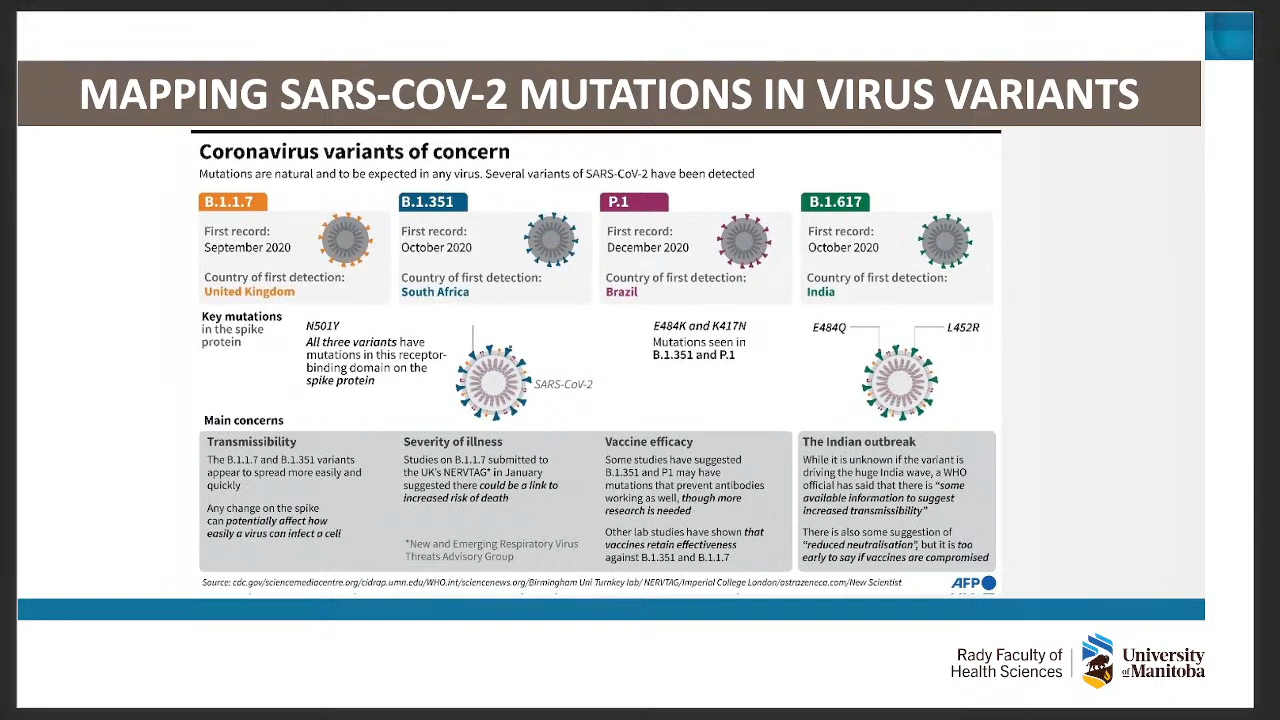 MAPPING SARS-COV-2 MUTATIONS IN VIRUS VARIANTS
Coronavirus variants of concern
Mutations are natural and to be expected in any virus. Several variants of SARS-CoV-2 have been detected
B.1.1.7
First record:
September 2020
Country of first detection:
United Kingdom
B.1.351
First record:
October 2020
Country of first detection:
South Africa
P.1
First record:
December 2020
Country of first detection:
Brazil
B.1.617
First record:
October 2020
Country of first detection:
India
Key mutations
in the spike
protein
N501Y
All three variants have
mutations in this receptor-
binding domain on the
spike protein
SARS-CoV-2
E484K and K417N
Mutations seen in
B.1.351 and P.1
E484Q
L452R
Main concerns
Transmissibility
The B.1.1.7 and B.1.351 variants
appear to spread more easily and
quickly
Any change on the spike
can potentially affect how
easily a virus can infect a cell
Severity of illness
Studies on B.1.1.7 submitted to
the UK's NERVTAG* in January
suggested there could be a link to
increased risk of death
*New and Emerging Respiratory Virus
Threats Advisory Group
Vaccine efficacy
Some studies have suggested
B.1.351 and P1 may have
mutations that prevent antibodies
working as well, though more
research is needed
Other lab studies have shown that
vaccines retain effectiveness
against B.1.351 and B.1.1.7
The Indian outbreak
While it is unknown if the variant is
driving the huge India wave, a WHO
official has said that there is "some
available information to suggest
increased transmissibility"
There is also some suggestion of
"reduced neutralisation", but it is too
early to say if vaccines are compromised
Source: cdc.gov/sciencemediacentre.org/cidrap.umn.edu/WHO.int/sciencenews.org/Birmingham Uni Turnkey lab/ NERVTAG/Imperial College London/astrazeneca.com/New Scientist
AFP
Rady Faculty of
Health Sciences
University
of Manitoba